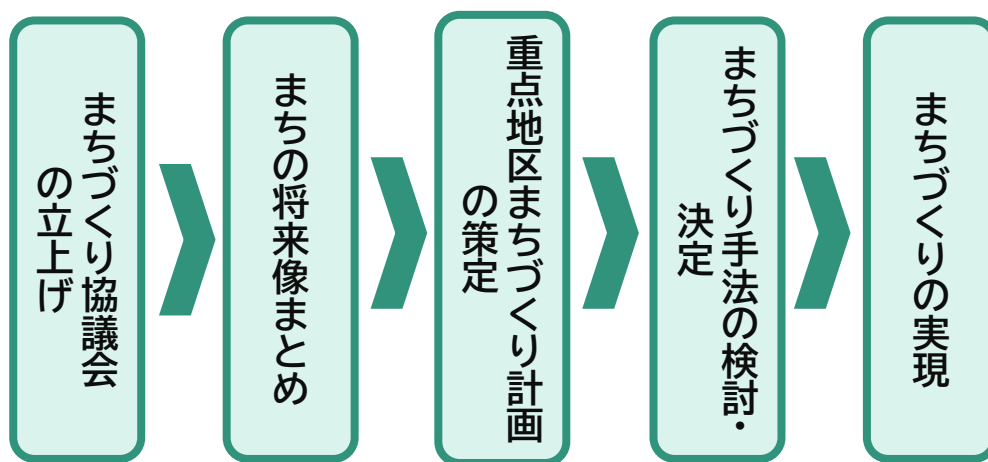 まちづくり協議会
の立上げ
まちの将来像まとめ
重点地区まちづくり計画
の策定
まちづくり手法の検討・
決定
まちづくりの実現